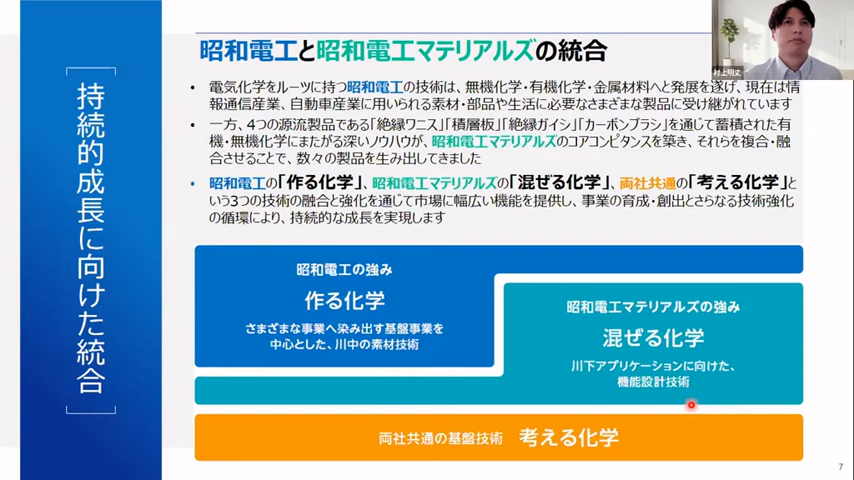 持続的成長に向けた統合
昭和電工と昭和電工マテリアルズの統合
• 電気化学をルーツに持つ昭和電工の技術は、無機化学・有機化学・金属材料へと発展を遂げ、現在は情
報通信産業、自動車産業に用いられる素材・部品や生活に必要なさまざまな製品に受け継がれています
• 一方、4つの源流製品である「絶縁ワニス」「積層板」「絶縁ガイシ」「カーボンブラシ」を通じて蓄積された有
機・無機化学にまたがる深いノウハウが、昭和電工マテリアルズのコアコンピタンスを築き、それらを複合・融
合させることで、数々の製品を生み出してきました
• 昭和電工の「作る化学」、昭和電工マテリアルズの「混ぜる化学」、両社共通の「考える化学」と
いう3つの技術の融合と強化を通じて市場に幅広い機能を提供し、事業の育成・創出とさらなる技術強化
の循環により、持続的な成長を実現します
昭和電工の強み
作る化学
さまざまな事業へ染み出す基盤事業を
中心とした、川中の素材技術
昭和電工マテリアルズの強み
混ぜる化学
川下アプリケーションに向けた、
機能設計技術
両社共通の基盤技術 考える化学
7
村上明丈